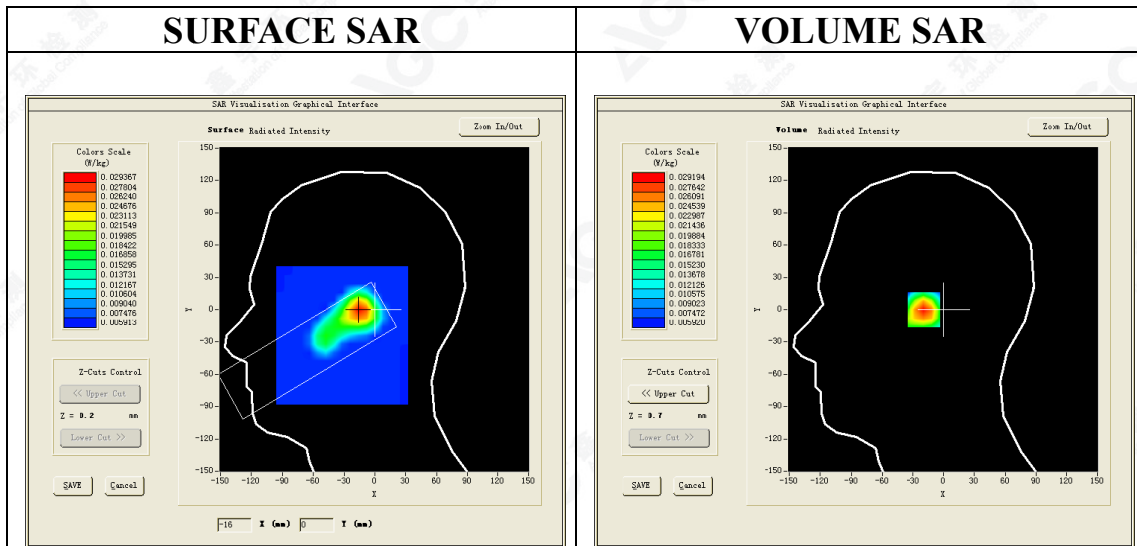 SURFACE SAR
SAR Visualisation Graphical Interface
Surface Radiated Intensity
Zoom In/Out
Colors Scale
(W/kg)
0.029367
0.027804
0.026240
0.024676
0.023113
0.021549
0.019985
0.018422
0.016858
0.015295
0.013731
0.012167
0.010604
0.009040
0.007476
0.005913
150
120
90
60
30
0
-30
-60
-90
-120
-150
Y
-150 -120 -90 -60 -30 0 30 60 90 120 150
X
Z-Cuts Control
<< Upper Cut
Z = 0.2 mm
Lower Cut >>
SAVE Cancel
-16 X (mm) 0 Y (mm)
VOLUME SAR
SAR Visualisation Graphical Interface
Volume Radiated Intensity
Zoom In/Out
Colors Scale
(W/kg)
0.029194
0.027642
0.026091
0.024539
0.022987
0.021436
0.019884
0.018333
0.016781
0.015230
0.013678
0.012126
0.010575
0.009023
0.007472
0.005920
150
120
90
60
30
0
-30
-60
-90
-120
-150
Y
-150 -120 -90 -60 -30 0 30 60 90 120 150
X
Z-Cuts Control
<< Upper Cut
Z = 0.7 mm
Lower Cut >>
SAVE Cancel
AGC